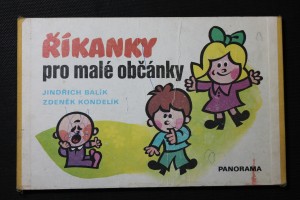 ŘÍKANKY
pro malé občánky
JINDŘICH BALÍK
ZDENĚK KONDELÍK
PANORAMA